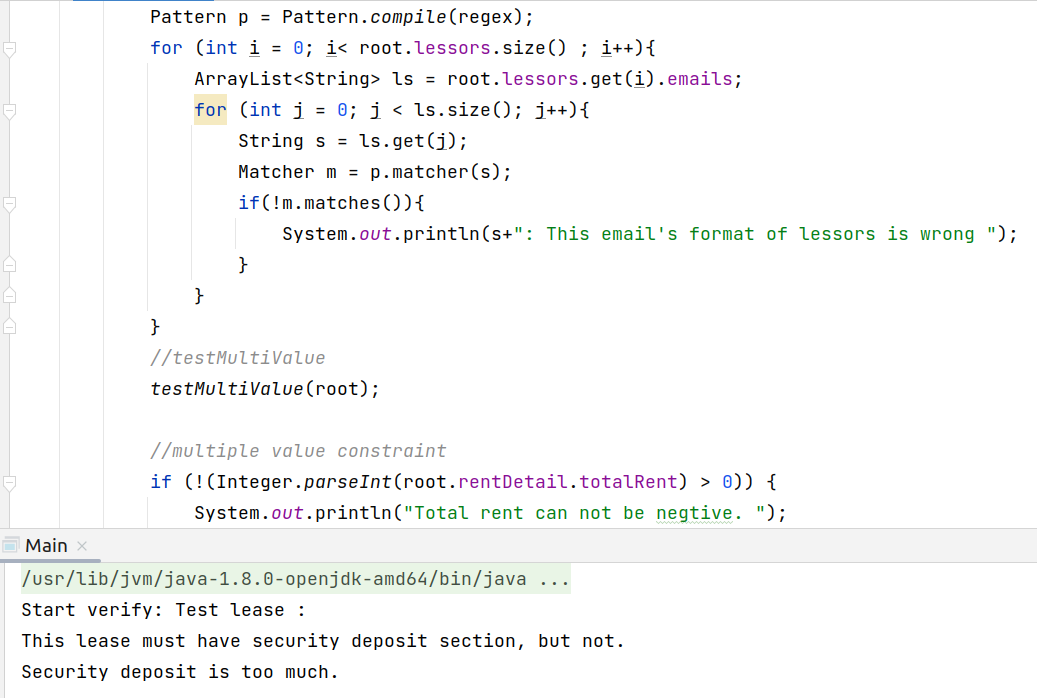 Pattern p = Pattern.compile(regex);
for (int i = 0; i< root.lessors.size() ; i++){
ArrayList<String> ls = root.lessors.get(i).emails;
for (int j = 0; j < ls.size(); j++){
String s = ls.get(j);
Matcher m = p.matcher(s);
if(!m.matches()){
System.out.println(s+": This email's format of lessors is wrong ");
}
}
}
//testMultiValue
testMultiValue(root);
//multiple value constraint
if (!(Integer.parseInt(root.rentDetail.totalRent) > 0)) {
System.out.println("Total rent can not be negtive. ");
Main ×
/usr/lib/jvm/java-1.8.0-openjdk-amd64/bin/java ...
Start verify: Test lease :
This lease must have security deposit section, but not.
Security deposit is too much.